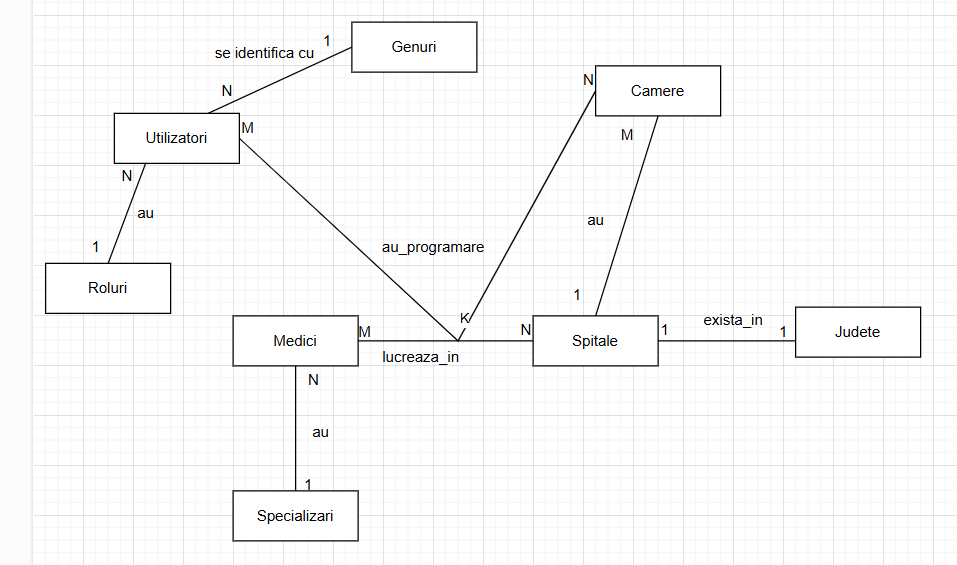 Genuri
1
se identifica cu
N
Camere
N
Utilizatori
M
M
N
au
au
1
au_programare
Roluri
1
K
exista_in
Medici
M
N
Spitale
1
1
Judete
lucreaza_in
N
au
1
Specializari